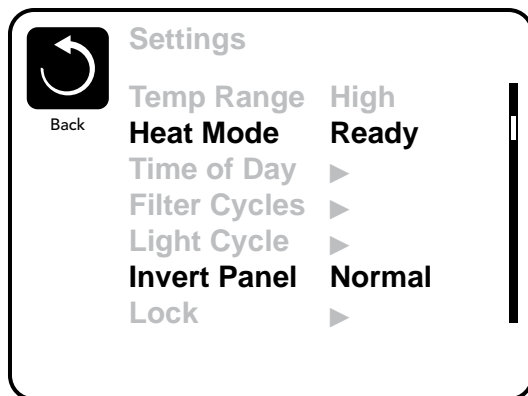 Settings
Back
Temp Range High
Heat Mode Ready
Time of Day ▶
Filter Cycles ▶
Light Cycle ▶
Invert Panel Normal
Lock ▶